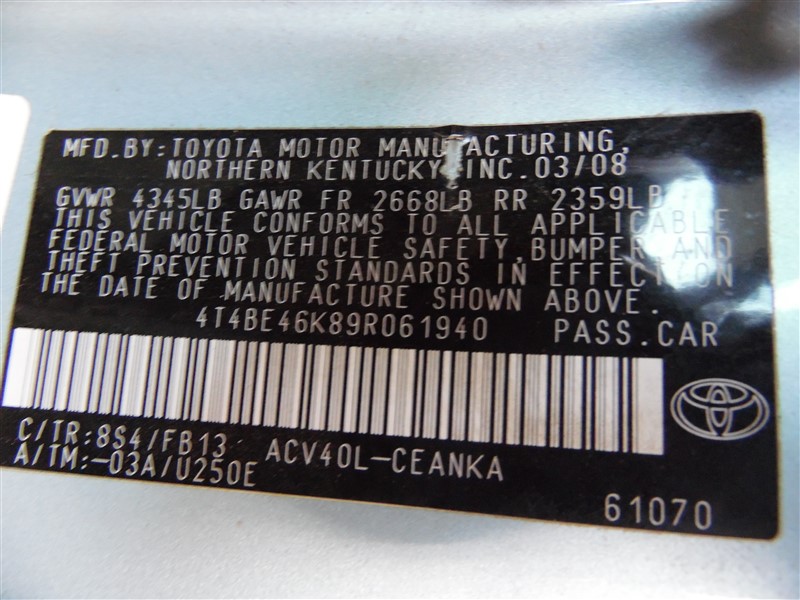 MFD. BY: TOYOTA MOTOR MANUFACTURING,
NORTHERN KENTUCKY, INC. 03/08
GVWR 4345LB GAWR FR 2668LB RR 2359LB
THIS VEHICLE CONFORMS TO ALL APPLICABLE
FEDERAL MOTOR VEHICLE SAFETY, BUMPER, AND
THEFT PREVENTION STANDARDS IN EFFECT ON
THE DATE OF MANUFACTURE SHOWN ABOVE.
4T4BE46K89R061940 PASS. CAR
C/TR: 8S4/FB13 ACV40L-CEANKA
A/TM: -03A/U250E
61070